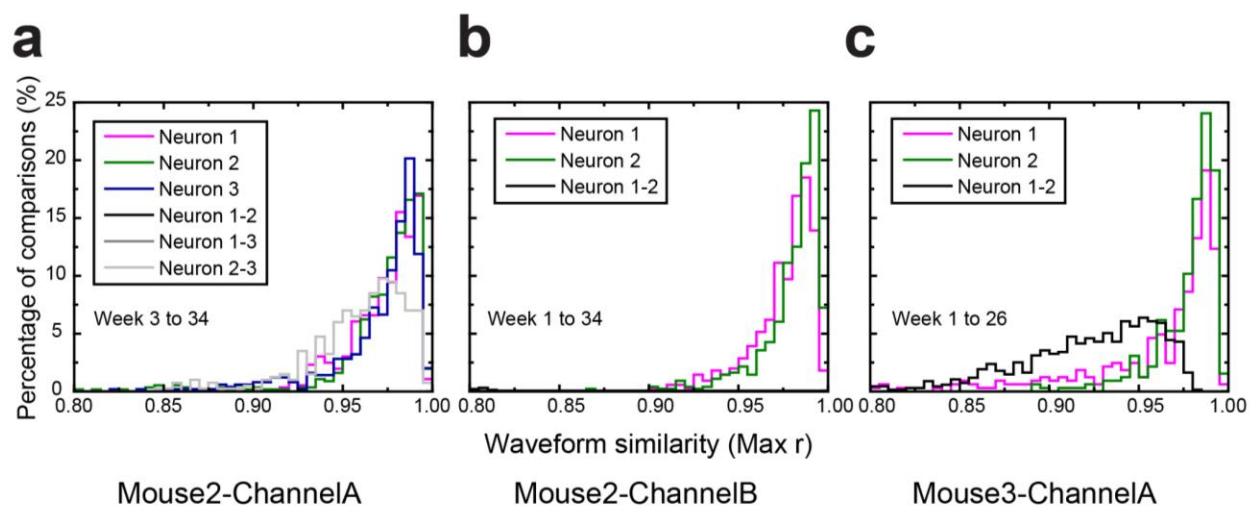 a
b
c
Percentage of comparisons (%)
25
20
15
10
5
0
Neuron 1
Neuron 2
Neuron 3
Neuron 1-2
Neuron 1-3
Neuron 2-3
Week 3 to 34
0.80 0.85 0.90 0.95 1.00
Neuron 1
Neuron 2
Neuron 1-2
Week 1 to 34
0.80 0.85 0.90 0.95 1.00
Neuron 1
Neuron 2
Neuron 1-2
Week 1 to 26
0.80 0.85 0.90 0.95 1.00
Waveform similarity (Max r)
Mouse2-ChannelA
Mouse2-ChannelB
Mouse3-ChannelA